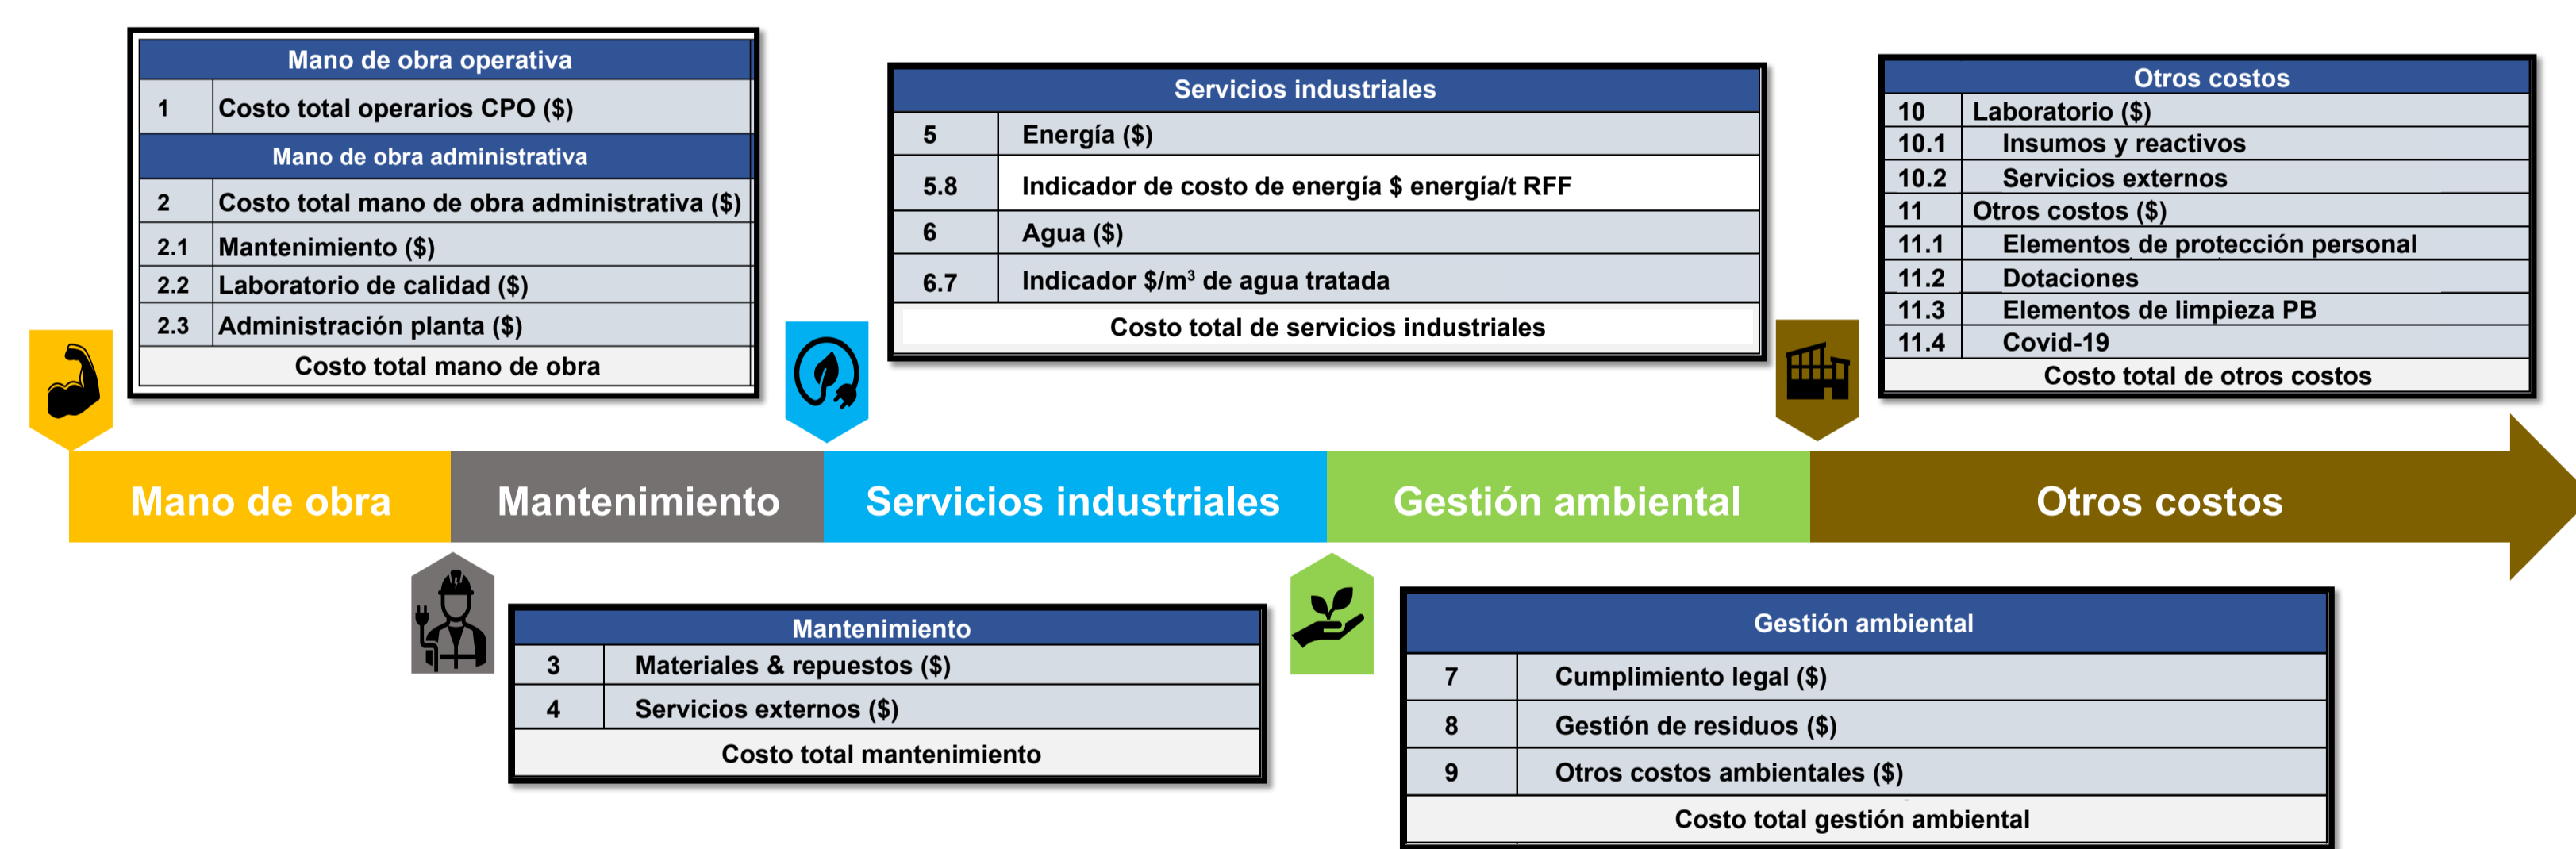 Mano de obra operativa
1 Costo total operarios CPO ($)
Mano de obra administrativa
2 Costo total mano de obra administrativa ($)
2.1 Mantenimiento ($)
2.2 Laboratorio de calidad ($)
2.3 Administración planta ($)
Costo total mano de obra
Servicios industriales
5 Energía ($)
5.8 Indicador de costo de energía $ energía/t RFF
6 Agua ($)
6.7 Indicador $/m³ de agua tratada
Costo total de servicios industriales
Otros costos
10 Laboratorio ($)
10.1 Insumos y reactivos
10.2 Servicios externos
11 Otros costos ($)
11.1 Elementos de protección personal
11.2 Dotaciones
11.3 Elementos de limpieza PB
11.4 Covid-19
Costo total de otros costos
Mano de obra
Mantenimiento
Servicios industriales
Gestión ambiental
Otros costos
Mantenimiento
3 Materiales & repuestos ($)
4 Servicios externos ($)
Costo total mantenimiento
Gestión ambiental
7 Cumplimiento legal ($)
8 Gestión de residuos ($)
9 Otros costos ambientales ($)
Costo total gestión ambiental